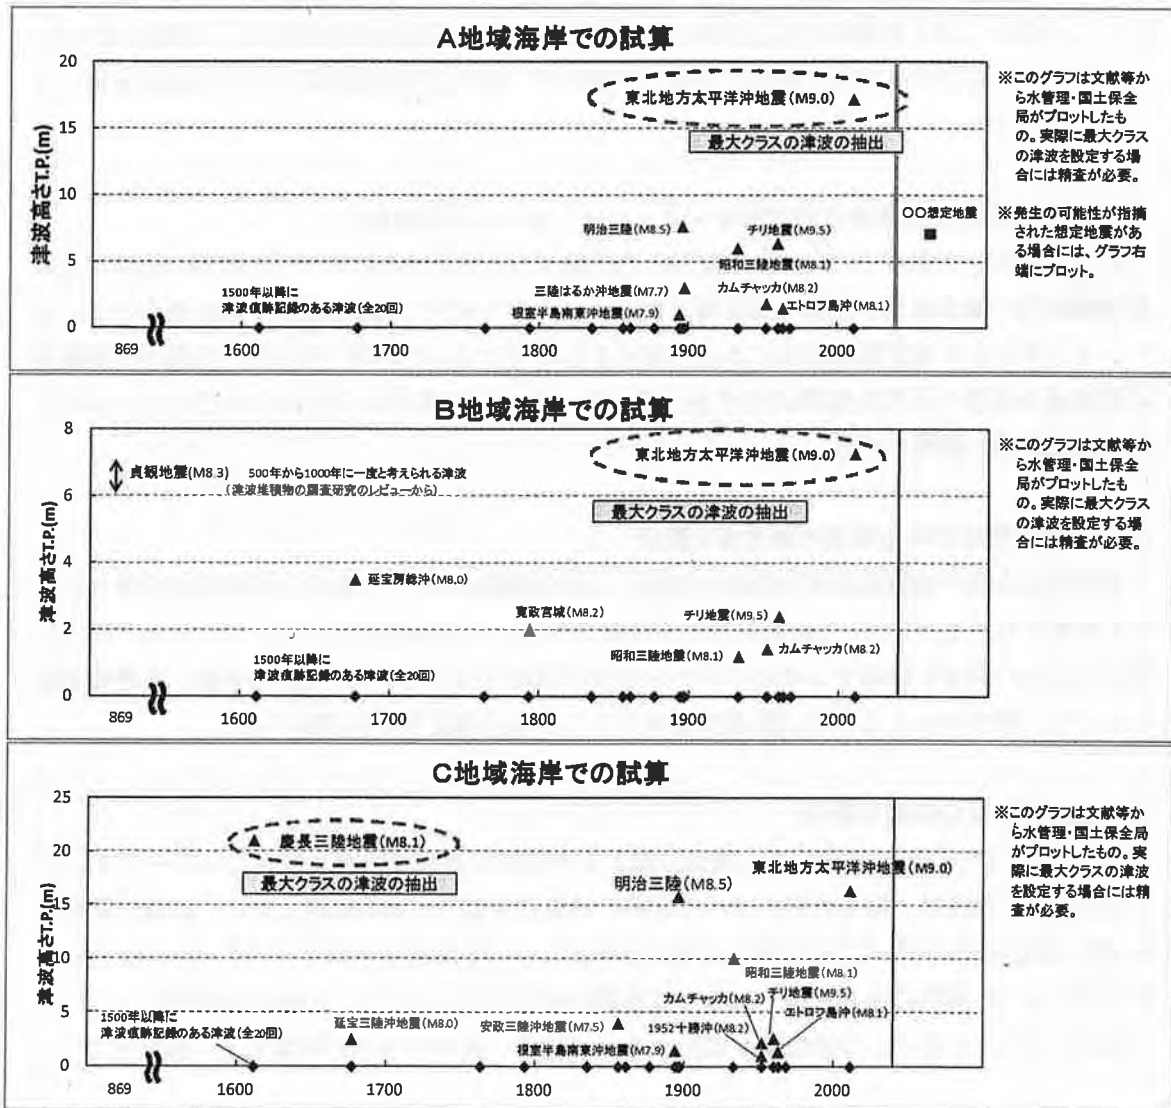 A地域海岸での試算
20
15
10
5
0
津波高さT.P.(m)
東北地方太平洋沖地震(M9.0)
最大クラスの津波の抽出
明治三陸(M8.5)
チリ地震(M9.5)
昭和三陸地震(M8.1)
三陸はるか沖地震(M7.7)
カムチャッカ(M8.2)
根室半島南東沖地震(M7.9)
エトロフ島沖(M8.1)
1500年以降に
津波痕跡記録のある津波(全20回)
○○想定地震
869
1600
1700
1800
1900
2000
※このグラフは文献等か
ら水管理・国土保全
局がプロットしたも
の。実際に最大クラス
の津波を設定する場
合には精査が必要。
※発生の可能性が指摘
された想定地震があ
る場合には、グラフ右
端にプロット。
B地域海岸での試算
8
6
4
2
0
津波高さT.P.(m)
貞観地震(M8.3)
500年から1000年に一度と考えられる津波
(津波堆積物の調査研究のレビューから)
東北地方太平洋沖地震(M9.0)
最大クラスの津波の抽出
延宝房総沖(M8.0)
寛政宮城(M8.2)
チリ地震(M9.5)
昭和三陸地震(M8.1)
カムチャッカ(M8.2)
1500年以降に
津波痕跡記録のある津波(全20回)
869
1600
1700
1800
1900
2000
※このグラフは文献等か
ら水管理・国土保全
局がプロットしたも
の。実際に最大クラス
の津波を設定する場
合には精査が必要。
C地域海岸での試算
25
20
15
10
5
0
津波高さT.P.(m)
慶長三陸地震(M8.1)
最大クラスの津波の抽出
明治三陸(M8.5)
東北地方太平洋沖地震(M9.0)
昭和三陸地震(M8.1)
カムチャッカ(M8.2)
チリ地震(M9.5)
エトロフ島沖(M8.1)
延宝三陸沖地震(M8.0)
安政三陸沖地震(M7.5)
1952十勝沖(M8.2)
根室半島南東沖地震(M7.9)
1500年以降に
津波痕跡記録のある津波(全20回)
869
1600
1700
1800
1900
2000
※このグラフは文献等か
ら水管理・国土保全局
がプロットしたもの。実
際に最大クラスの津波
を設定する場合には精
査が必要。